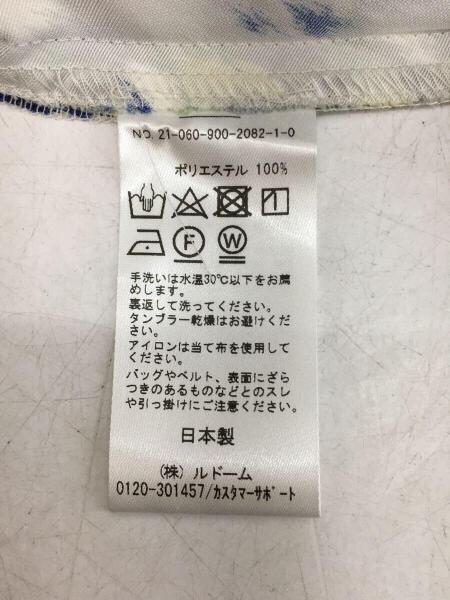 NO. 21-060-900-2082-1-0
ポリエステル 100%
F W
手洗いは水温30℃以下をお薦
めします。
裏返して洗ってください。
タンブラー乾燥はお避けくだ
さい。
アイロンは当て布を使用して
ください。
バッグやベルト、表面にざら
つきのあるものなどとのスレ
や引っ掛けにご注意ください。
日本製
(株) ルドーム
0120-301457/カスタマーサポート